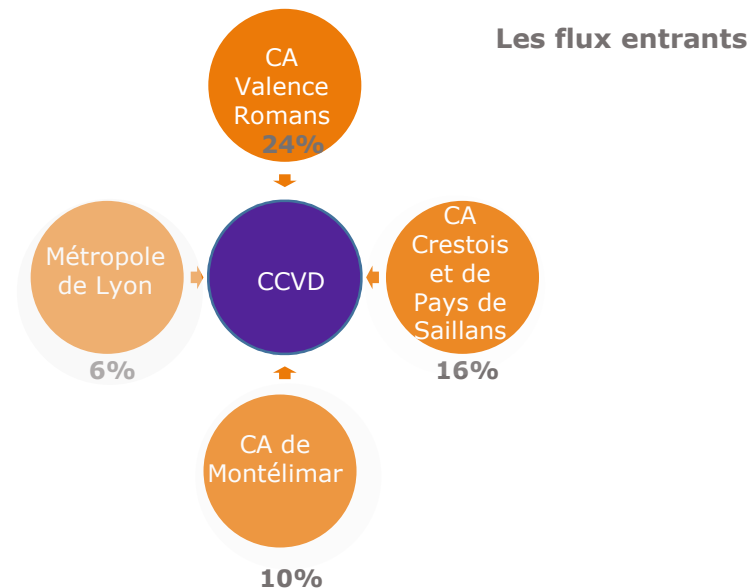 Les flux entrants
CA
Valence
Romans
24%
Métropole
de Lyon
6%
CCVD
CA
Crestois
et de
Pays de
Saillans
16%
CA de
Montélimar
10%